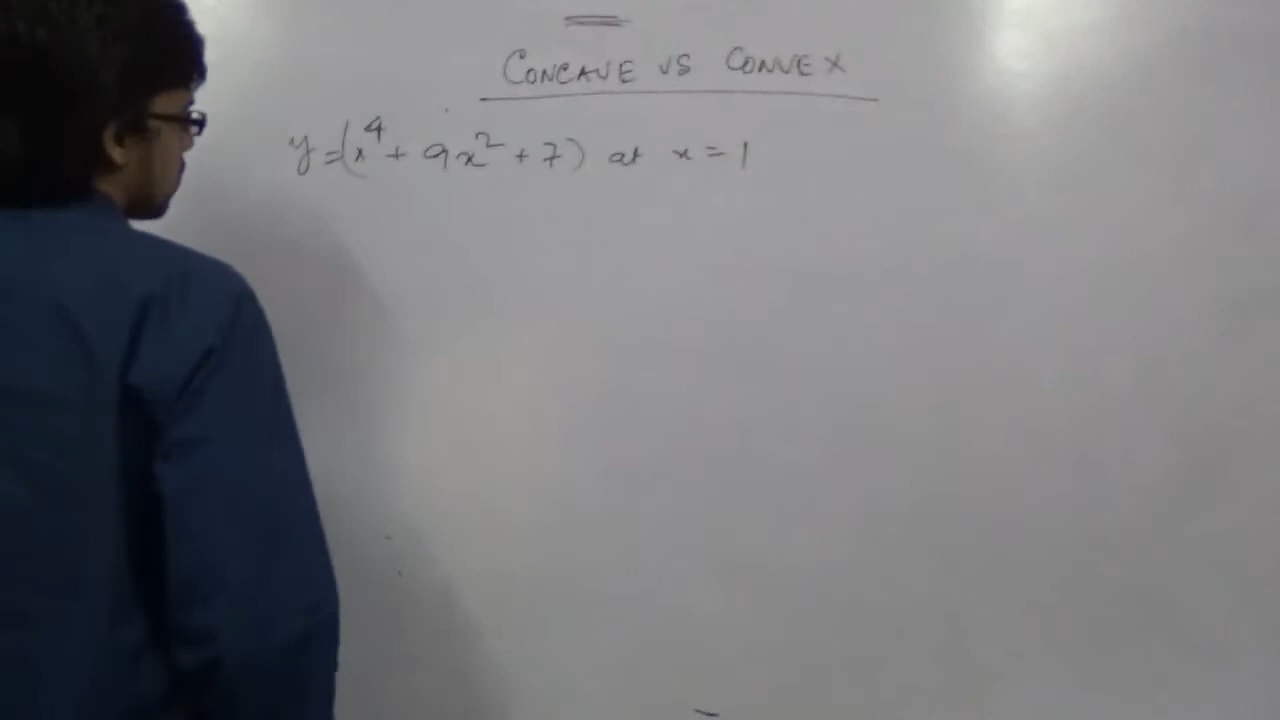 CONCAVE VS CONVEX
y=(x⁴ + 9x² + 7) at x = 1